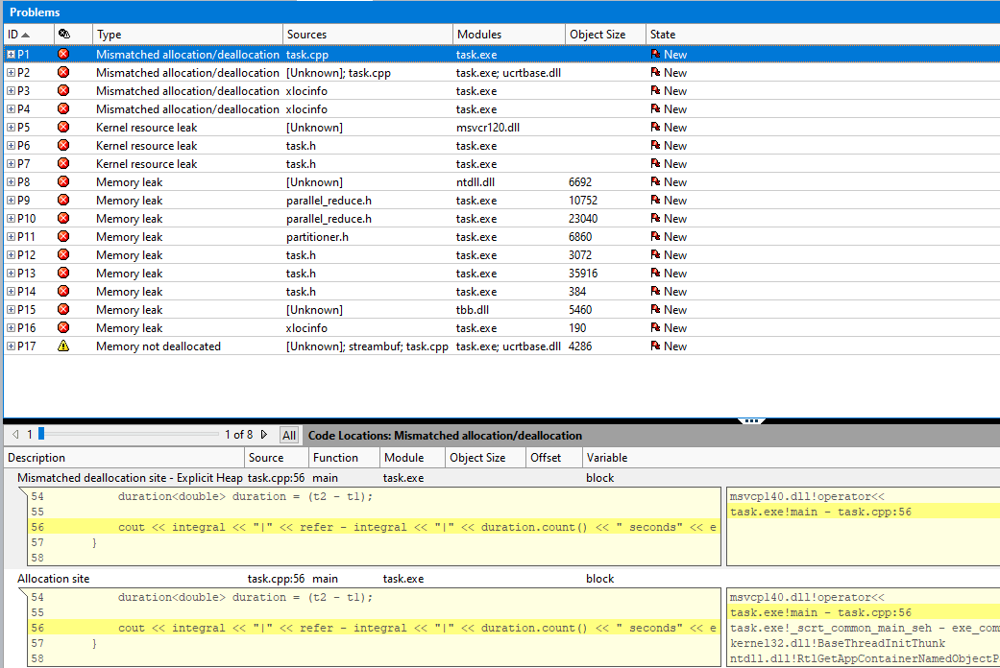 Problems
ID Type Sources Modules Object Size State
P1 Mismatched allocation/deallocation task.cpp task.exe New
P2 Mismatched allocation/deallocation [Unknown]; task.cpp task.exe; ucrtbase.dll New
P3 Mismatched allocation/deallocation xlocinfo task.exe New
P4 Mismatched allocation/deallocation xlocinfo task.exe New
P5 Kernel resource leak [Unknown] msvcr120.dll New
P6 Kernel resource leak task.h task.exe New
P7 Kernel resource leak task.h task.exe New
P8 Memory leak [Unknown] ntdll.dll 6692 New
P9 Memory leak parallel_reduce.h task.exe 10752 New
P10 Memory leak parallel_reduce.h task.exe 23040 New
P11 Memory leak partitioner.h task.exe 6860 New
P12 Memory leak task.h task.exe 3072 New
P13 Memory leak task.h task.exe 35916 New
P14 Memory leak task.h task.exe 384 New
P15 Memory leak [Unknown] tbb.dll 5460 New
P16 Memory leak xlocinfo task.exe 190 New
P17 Memory not deallocated [Unknown]; streambuf; task.cpp task.exe; ucrtbase.dll 4286 New
1 1 of 8 All Code Locations: Mismatched allocation/deallocation
Description Source Function Module Object Size Offset Variable
Mismatched deallocation site - Explicit Heap task.cpp:56 main task.exe block
54 duration<double> duration = (t2 - t1); msvcp140.dll!operator<<
55 task.exe!main - task.cpp:56
56 cout << integral << "|" << refer - integral << "|" << duration.count() << " seconds" << e
57 }
58
Allocation site task.cpp:56 main task.exe block
54 duration<double> duration = (t2 - t1); msvcp140.dll!operator<<
55 task.exe!main - task.cpp:56
56 cout << integral << "|" << refer - integral << "|" << duration.count() << " seconds" << e task.exe!_scrt_common_main_seh - exe_com
57 } kernel32.dll!BaseThreadInitThunk
58 ntdll.dll!RtlGetAppContainerNamedObjectP